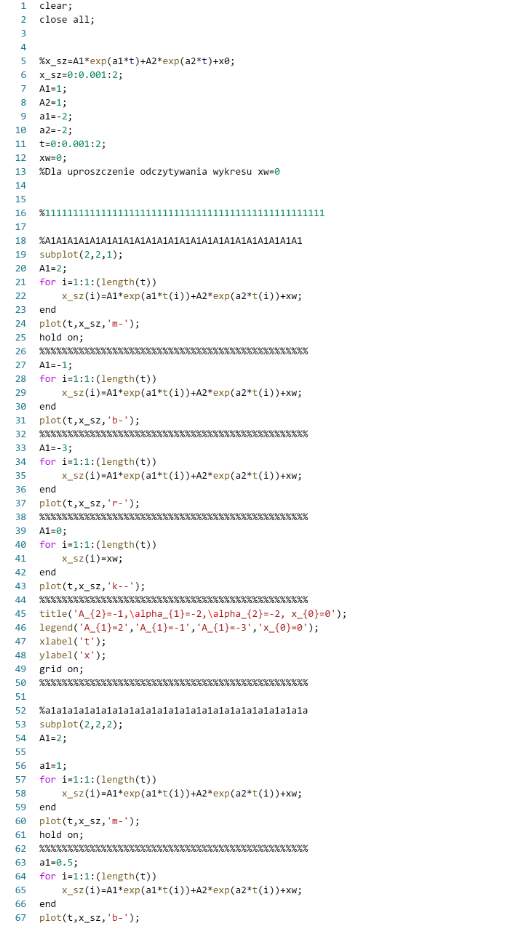 1 clear;
2 close all;
3
4
5 %x_sz=A1*exp(a1*t)+A2*exp(a2*t)+x0;
6 x_sz=0:0.001:2;
7 A1=1;
8 A2=1;
9 a1=-2;
10 a2=-2;
11 t=0:0.001:2;
12 xw=0;
13 %Dla uproszczenie odczytywania wykresu xw=0
14
15
16 %11111111111111111111111111111111111111111111111111
17
18 %A1A1A1A1A1A1A1A1A1A1A1A1A1A1A1A1A1A1A1A1A1A1A1
19 subplot(2,2,1);
20 A1=2;
21 for i=1:1:(length(t))
22 x_sz(i)=A1*exp(a1*t(i))+A2*exp(a2*t(i))+xw;
23 end
24 plot(t,x_sz,'m-');
25 hold on;
26 %%%%%%%%%%%%%%%%%%%%%%%%%%%%%%%%%%%%%%%%%%%%%%%%
27 A1=-1;
28 for i=1:1:(length(t))
29 x_sz(i)=A1*exp(a1*t(i))+A2*exp(a2*t(i))+xw;
30 end
31 plot(t,x_sz,'b-');
32 %%%%%%%%%%%%%%%%%%%%%%%%%%%%%%%%%%%%%%%%%%%%%%%%
33 A1=-3;
34 for i=1:1:(length(t))
35 x_sz(i)=A1*exp(a1*t(i))+A2*exp(a2*t(i))+xw;
36 end
37 plot(t,x_sz,'r-');
38 %%%%%%%%%%%%%%%%%%%%%%%%%%%%%%%%%%%%%%%%%%%%%%%%
39 A1=0;
40 for i=1:1:(length(t))
41 x_sz(i)=xw;
42 end
43 plot(t,x_sz,'k--');
44 %%%%%%%%%%%%%%%%%%%%%%%%%%%%%%%%%%%%%%%%%%%%%%%%
45 title('A_{2}=-1,\alpha_{1}=-2,\alpha_{2}=-2, x_{0}=0');
46 legend('A_{1}=2','A_{1}=-1','A_{1}=-3','x_{0}=0');
47 xlabel('t');
48 ylabel('x');
49 grid on;
50 %%%%%%%%%%%%%%%%%%%%%%%%%%%%%%%%%%%%%%%%%%%%%%%%
51
52 %a1a1a1a1a1a1a1a1a1a1a1a1a1a1a1a1a1a1a1a1a1a1a1a
53 subplot(2,2,2);
54 A1=2;
55
56 a1=1;
57 for i=1:1:(length(t))
58 x_sz(i)=A1*exp(a1*t(i))+A2*exp(a2*t(i))+xw;
59 end
60 plot(t,x_sz,'m-');
61 hold on;
62 %%%%%%%%%%%%%%%%%%%%%%%%%%%%%%%%%%%%%%%%%%%%%%%%
63 a1=0.5;
64 for i=1:1:(length(t))
65 x_sz(i)=A1*exp(a1*t(i))+A2*exp(a2*t(i))+xw;
66 end
67 plot(t,x_sz,'b-');